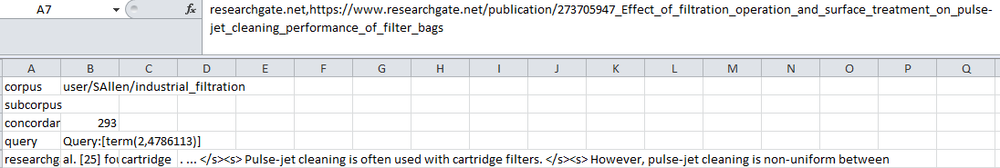 A7 fx researchgate.net,https://www.researchgate.net/publication/273705947_Effect_of_filtration_operation_and_surface_treatment_on_pulse-
jet_cleaning_performance_of_filter_bags
A B C D E F G H I J K L M N O P Q
corpus user/SAllen/industrial_filtration
subcorpus
concordar 293
query Query:[term(2,4786113)]
researchg al. [25] fou cartridge . ... </s><s> Pulse-jet cleaning is often used with cartridge filters. </s><s> However, pulse-jet cleaning is non-uniform between